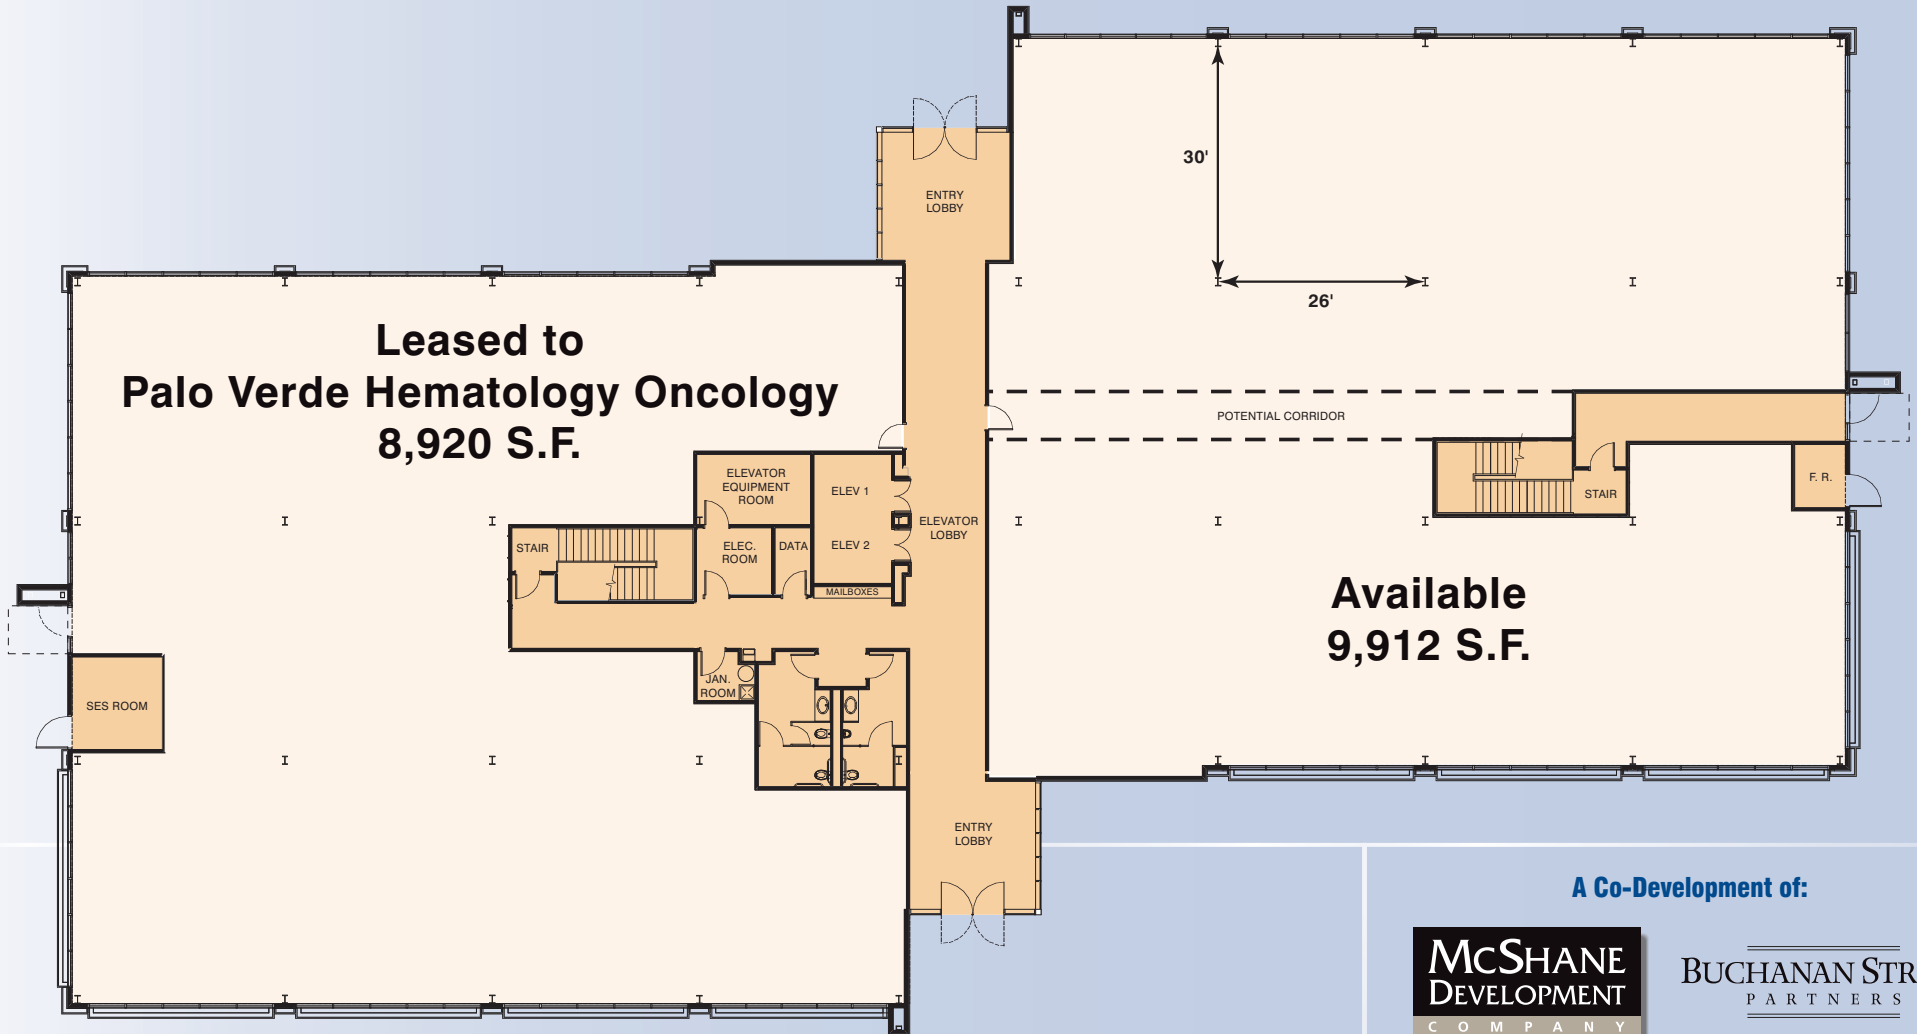 30'
ENTRY
LOBBY
26'
Leased to
Palo Verde Hematology Oncology
8,920 S.F.
POTENTIAL CORRIDOR
ELEVATOR
EQUIPMENT
ROOM
ELEV 1
ELEV 2
ELEVATOR
LOBBY
STAIR
F. R.
STAIR
ELEC.
ROOM
DATA
MAILBOXES
Available
9,912 S.F.
JAN.
ROOM
SES ROOM
ENTRY
LOBBY
A Co-Development of:
MCSHANE
DEVELOPMENT
COMPANY
BUCHANAN STR
PARTNERS